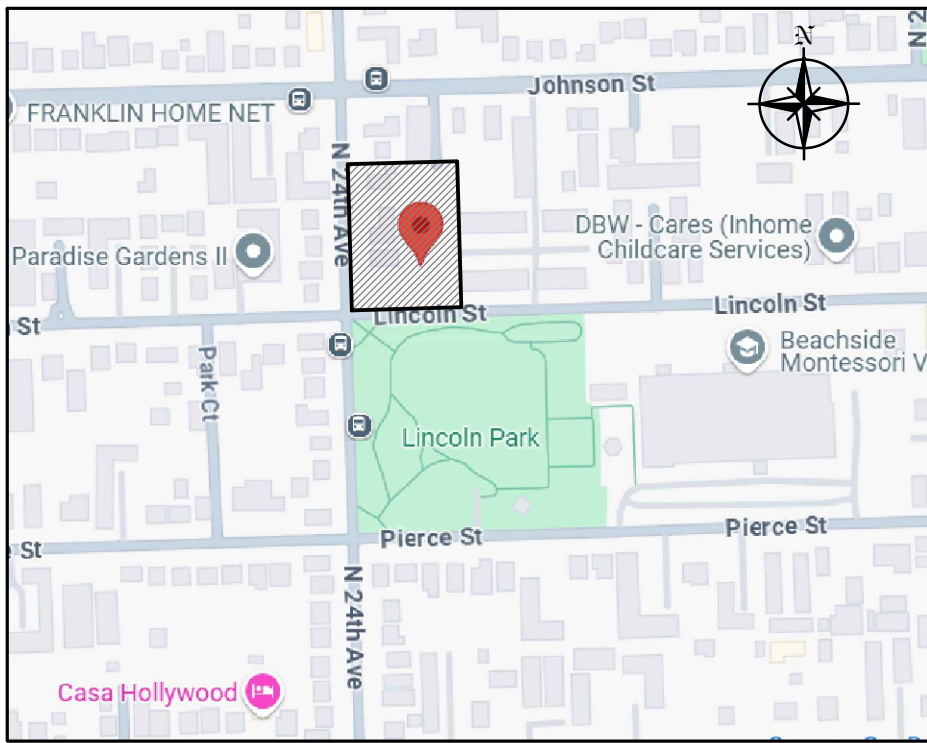 N
N 2
Johnson St
FRANKLIN HOME NET
N 24th Ave
DBW - Cares (Inhome
Childcare Services)
Paradise Gardens II
Lincoln St
Lincoln St
St
Beachside
Montessori V
Park Ct
Lincoln Park
Pierce St
Pierce St
St
N 24th Ave
Casa Hollywood